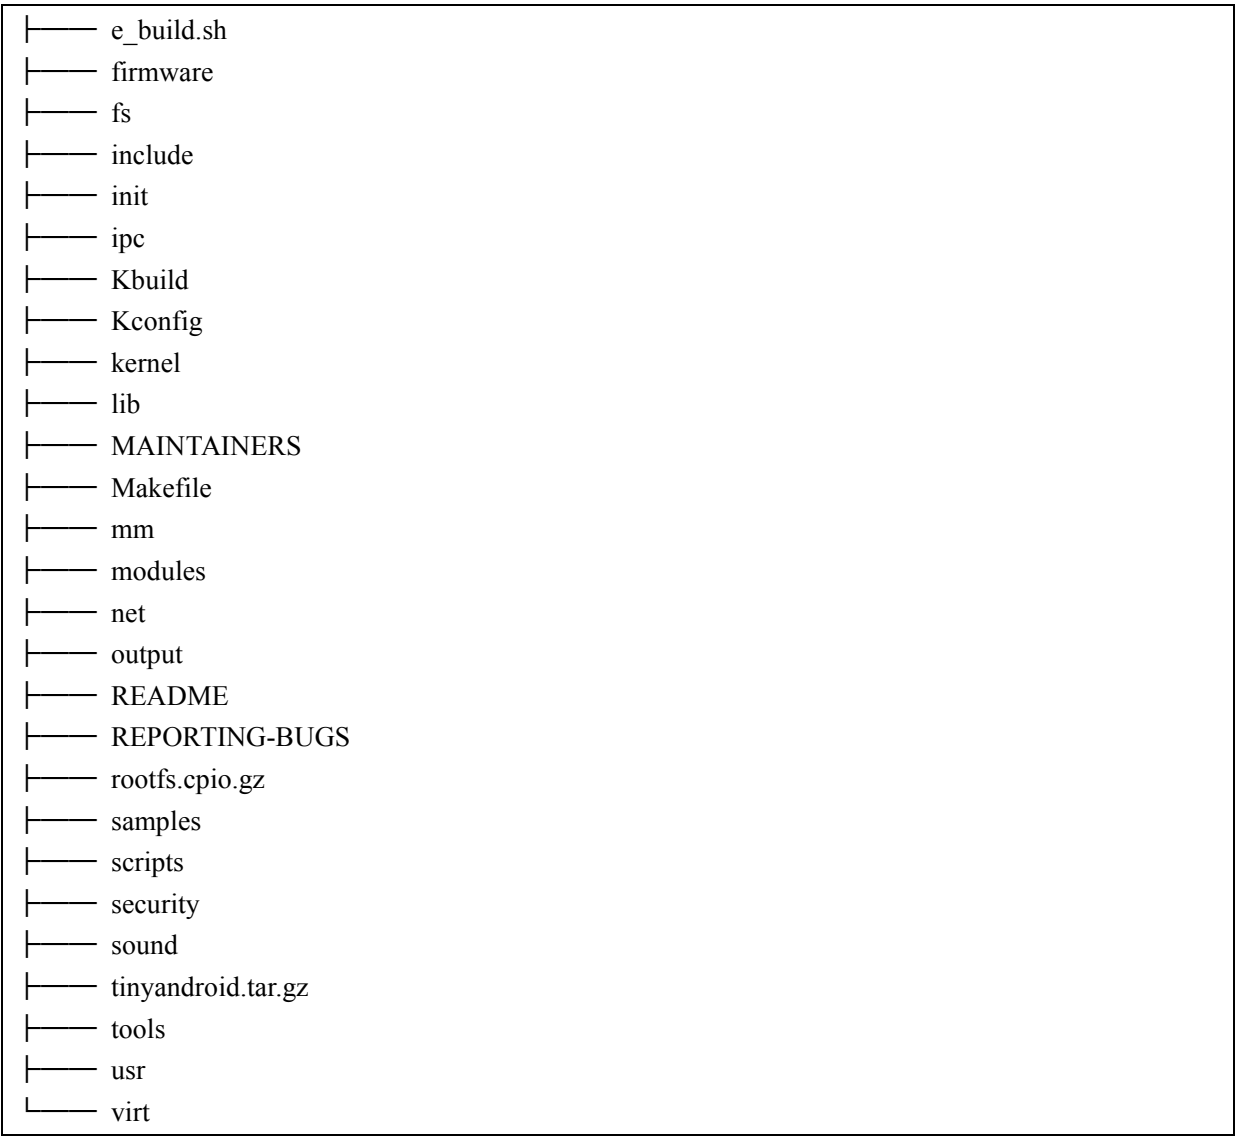 ├── e_build.sh
├── firmware
├── fs
├── include
├── init
├── ipc
├── Kbuild
├── Kconfig
├── kernel
├── lib
├── MAINTAINERS
├── Makefile
├── mm
├── modules
├── net
├── output
├── README
├── REPORTING-BUGS
├── rootfs.cpio.gz
├── samples
├── scripts
├── security
├── sound
├── tinyandroid.tar.gz
├── tools
├── usr
└── virt